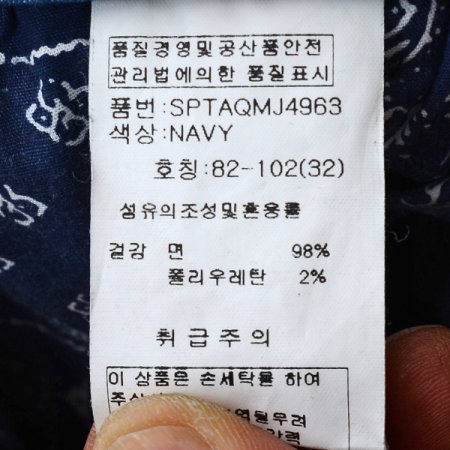 품질경영및공산품안전
관리법에의한 품질표시
품번:SPTAQMJ4963
색상:NAVY
호칭:82-102(32)
섬유의조성및혼용률
겉감 면 98%
폴리우레탄 2%
취급주의
이 상품은 손세탁을 하여